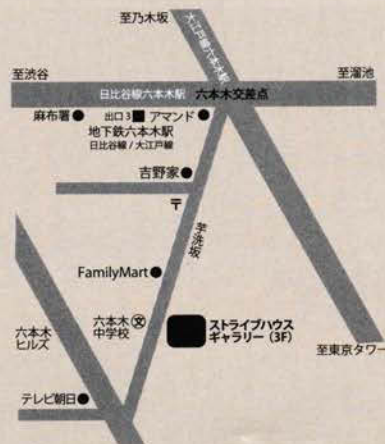 至乃木坂
大江戸線六本木駅
至渋谷
至溜池
日比谷線六本木駅
六本木交差点
麻布署
出口3
アマンド
地下鉄六本木駅
日比谷線 / 大江戸線
吉野家
〒
芋洗坂
FamilyMart
六本木
中学校
文
ストライプハウス
ギャラリー (3F)
六本木
ヒルズ
至東京タワー
テレビ朝日